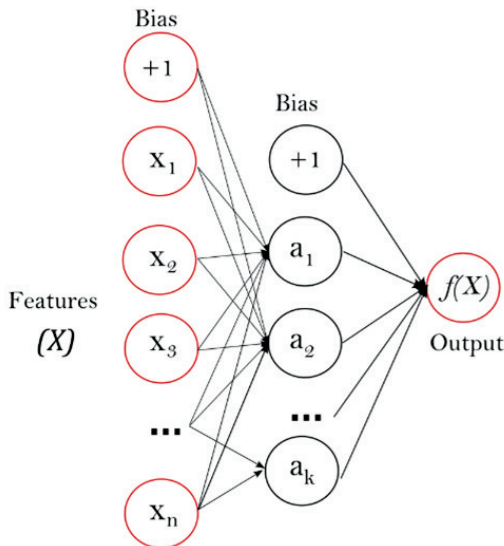 Bias
+1
x1
x2
x3
...
xn
Features
(X)
Bias
+1
a1
a2
...
ak
f(X)
Output